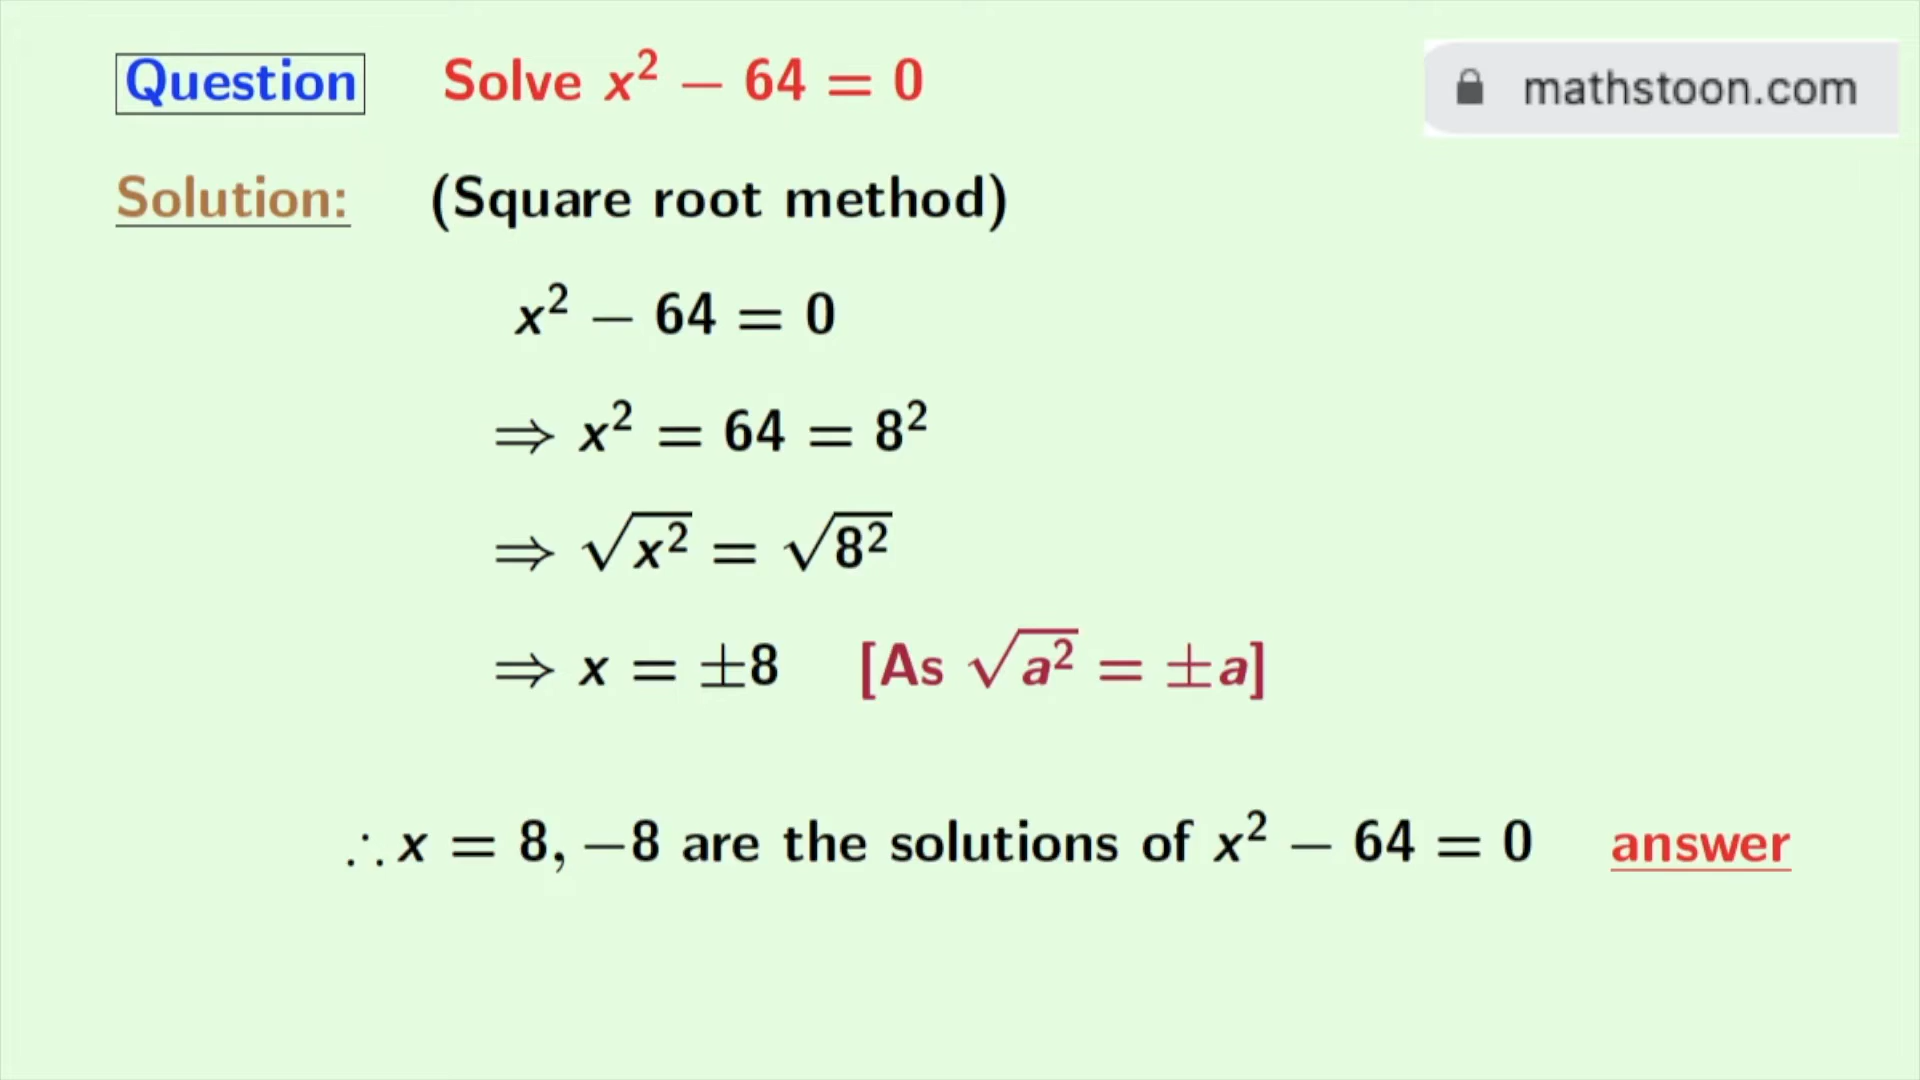 Question Solve x² − 64 = 0 mathstoon.com
Solution: (Square root method)
x² − 64 = 0
⇒ x² = 64 = 8²
⇒ √x² = √8²
⇒ x = ±8 [As √a² = ±a]
∴ x = 8, −8 are the solutions of x² − 64 = 0 answer